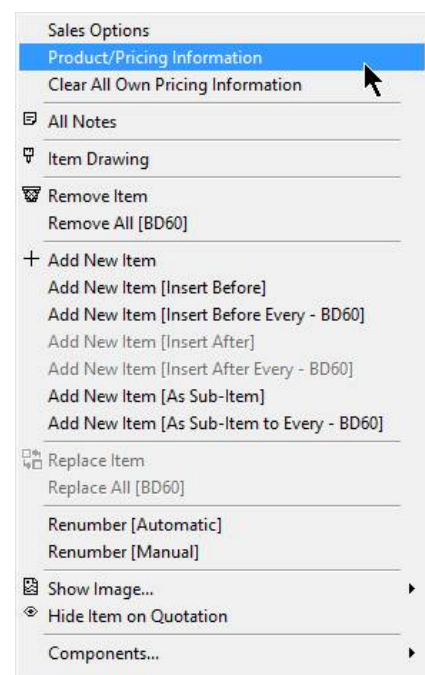 Sales Options
Product/Pricing Information
Clear All Own Pricing Information
All Notes
Item Drawing
Remove Item
Remove All [BD60]
Add New Item
Add New Item [Insert Before]
Add New Item [Insert Before Every - BD60]
Add New Item [Insert After]
Add New Item [Insert After Every - BD60]
Add New Item [As Sub-Item]
Add New Item [As Sub-Item to Every - BD60]
Replace Item
Replace All [BD60]
Renumber [Automatic]
Renumber [Manual]
Show Image...
Hide Item on Quotation
Components...